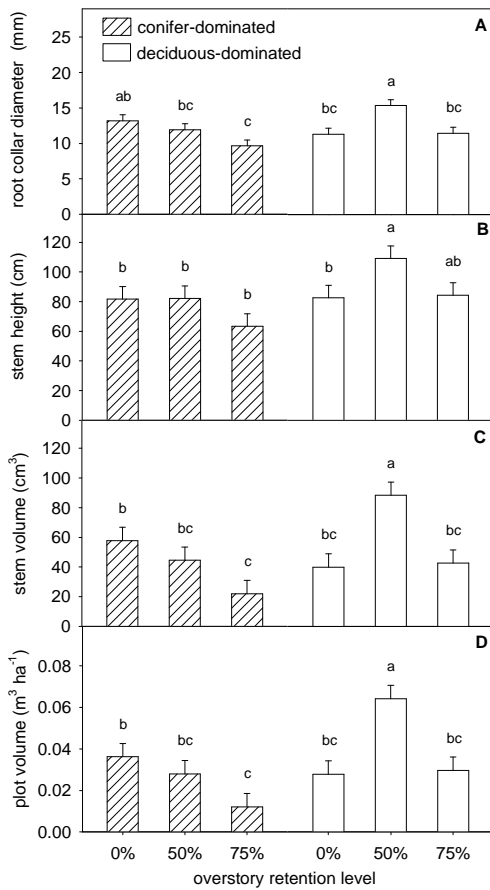 A
conifer-dominated
deciduous-dominated
root collar diameter (mm)
25
20
15
10
5
0
ab
bc
c
bc
a
bc
B
stem height (cm)
120
100
80
60
40
20
0
b
b
b
b
a
ab
C
stem volume (cm³)
120
100
80
60
40
20
0
b
bc
c
bc
a
bc
D
plot volume (m³ ha⁻¹)
0.08
0.06
0.04
0.02
0.00
b
bc
c
bc
a
bc
0% 50% 75% 0% 50% 75%
overstory retention level